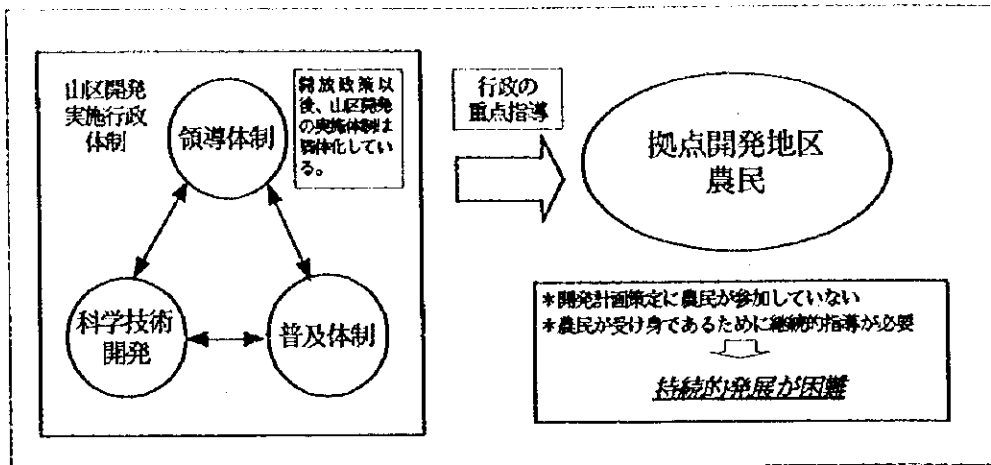 山区開発
実施行政
体制
領導体制
開放政策以
後、山区開発
の実施体制は
弱体化してい
る。
科学技術
開発
普及体制
行政の
重点指導
拠点開発地区
農民
*開発計画策定に農民が参加していない
*農民が受け身であるために継続的指導が必要
持続的発展が困難